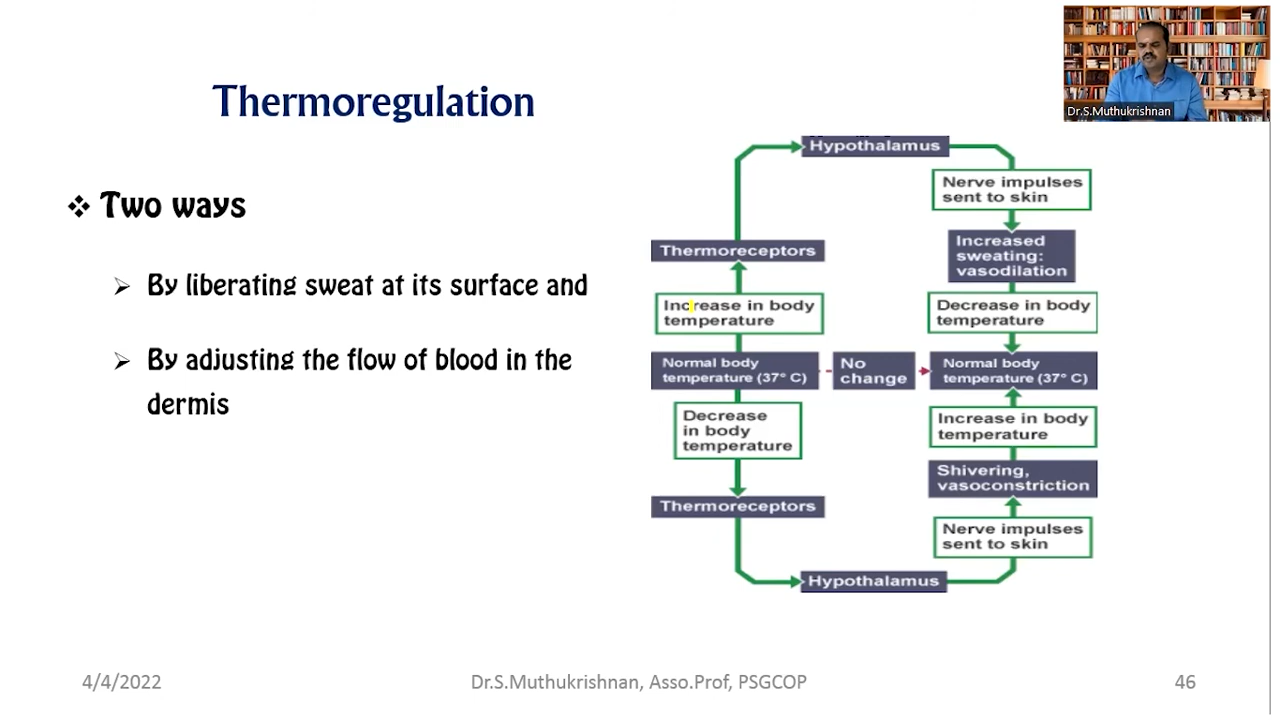 Dr.S.Muthukrishnan
Thermoregulation
❖ Two ways
➢ By liberating sweat at its surface and
➢ By adjusting the flow of blood in the
dermis
Hypothalamus
Nerve impulses
sent to skin
Increased
sweating:
vasodilation
Decrease in body
temperature
Thermoreceptors
Increase in body
temperature
Normal body
temperature (37° C)
No
change
Normal body
temperature (37° C)
Decrease
in body
temperature
Thermoreceptors
Hypothalamus
Nerve impulses
sent to skin
Shivering,
vasoconstriction
Increase in body
temperature
4/4/2022
Dr.S.Muthukrishnan, Asso.Prof, PSGCOP
46